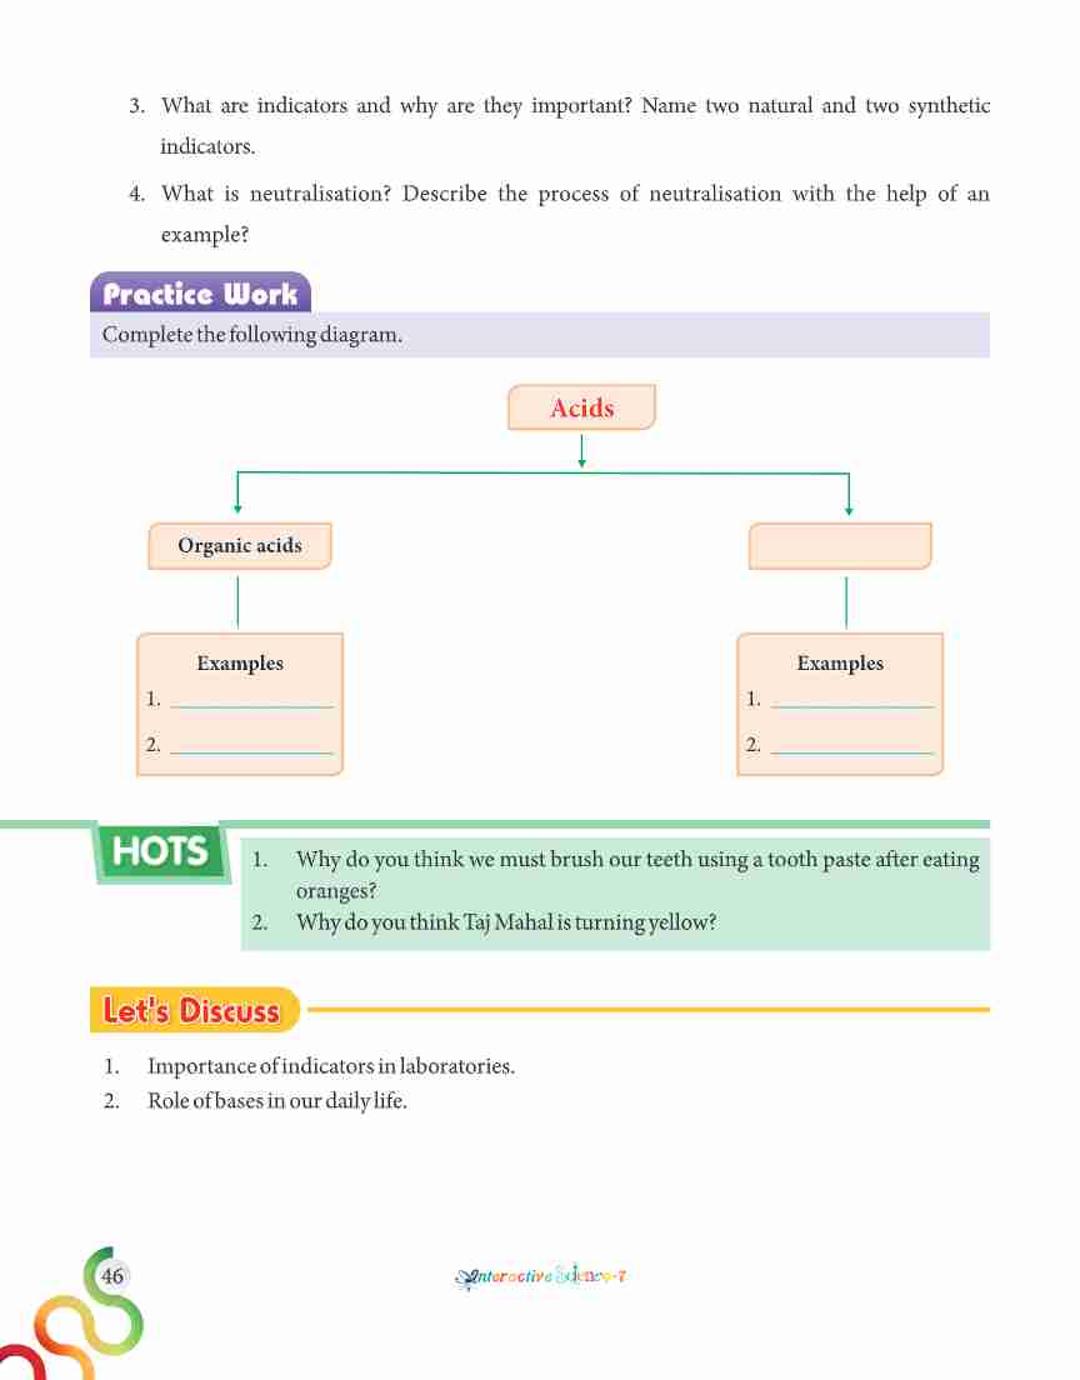 3. What are indicators and why are they important? Name two natural and two synthetic
indicators.
4. What is neutralisation? Describe the process of neutralisation with the help of an
example?
Practice Work
Complete the following diagram.
Acids
Organic acids
Examples
1.
2.
Examples
1.
2.
HOTS
1. Why do you think we must brush our teeth using a tooth paste after eating
oranges?
2. Why do you think Taj Mahal is turning yellow?
Let's Discuss
1. Importance of indicators in laboratories.
2. Role of bases in our daily life.
46
Interactive Science-7